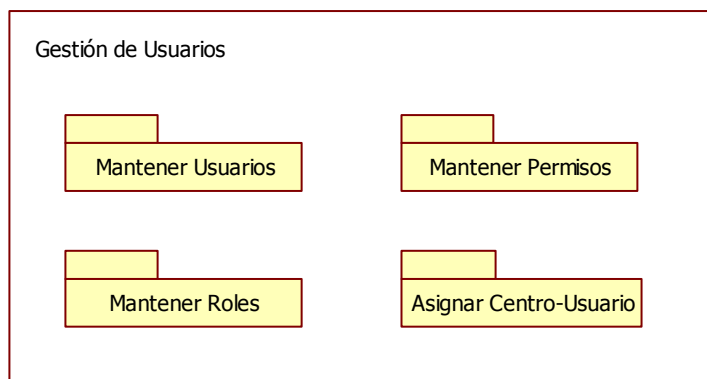 Gestión de Usuarios
Mantener Usuarios
Mantener Permisos
Mantener Roles
Asignar Centro-Usuario